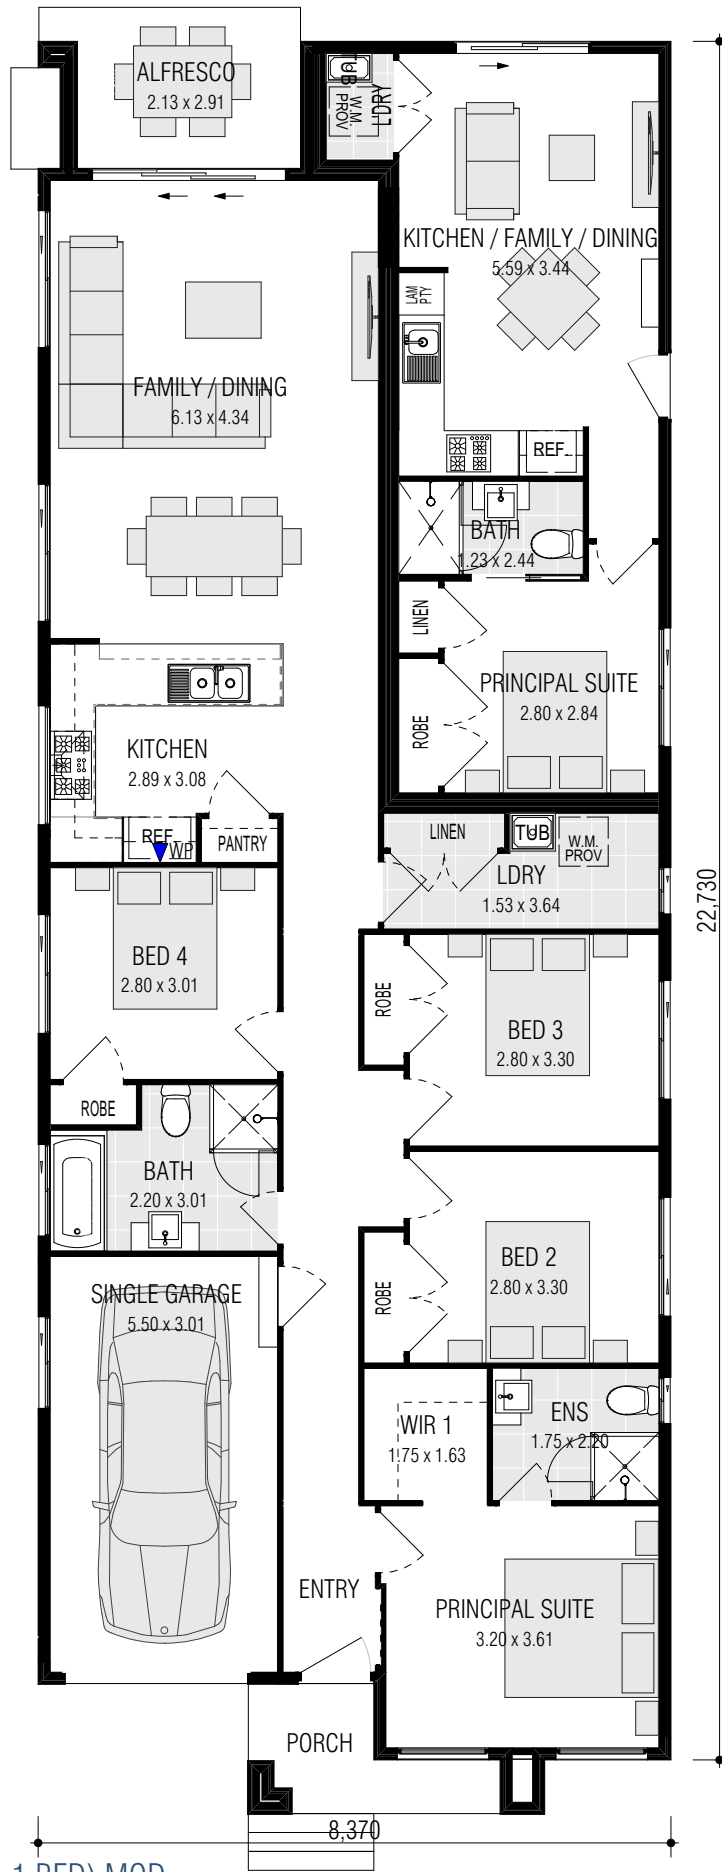 ALFRESCO
2.13 x 2.91
TUB
W.M.
PROV
L'DRY
KITCHEN / FAMILY / DINING
5.59 x 3.44
LAM
PTY
FAMILY / DINING
6.13 x 4.34
REF.
BATH
1.23 x 2.44
LINEN
PRINCIPAL SUITE
2.80 x 2.84
ROBE
KITCHEN
2.89 x 3.08
REF.
WP
PANTRY
LINEN
TUB
W.M.
PROV
LDRY
1.53 x 3.64
22,730
BED 4
2.80 x 3.01
ROBE
BED 3
2.80 x 3.30
ROBE
BATH
2.20 x 3.01
BED 2
2.80 x 3.30
ROBE
SINGLE GARAGE
5.50 x 3.01
WIR 1
1.75 x 1.63
ENS
1.75 x 2.20
ENTRY
PRINCIPAL SUITE
3.20 x 3.61
PORCH
8,370
1 BED) MOD